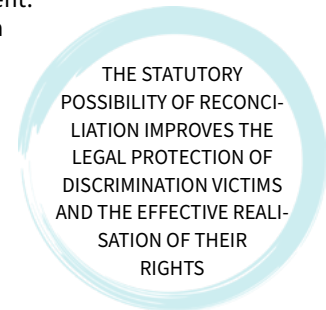 ent.
THE STATUTORY
POSSIBILITY OF RECONCI-
LIATION IMPROVES THE
LEGAL PROTECTION OF
DISCRIMINATION VICTIMS
AND THE EFFECTIVE REALI-
SATION OF THEIR
RIGHTS